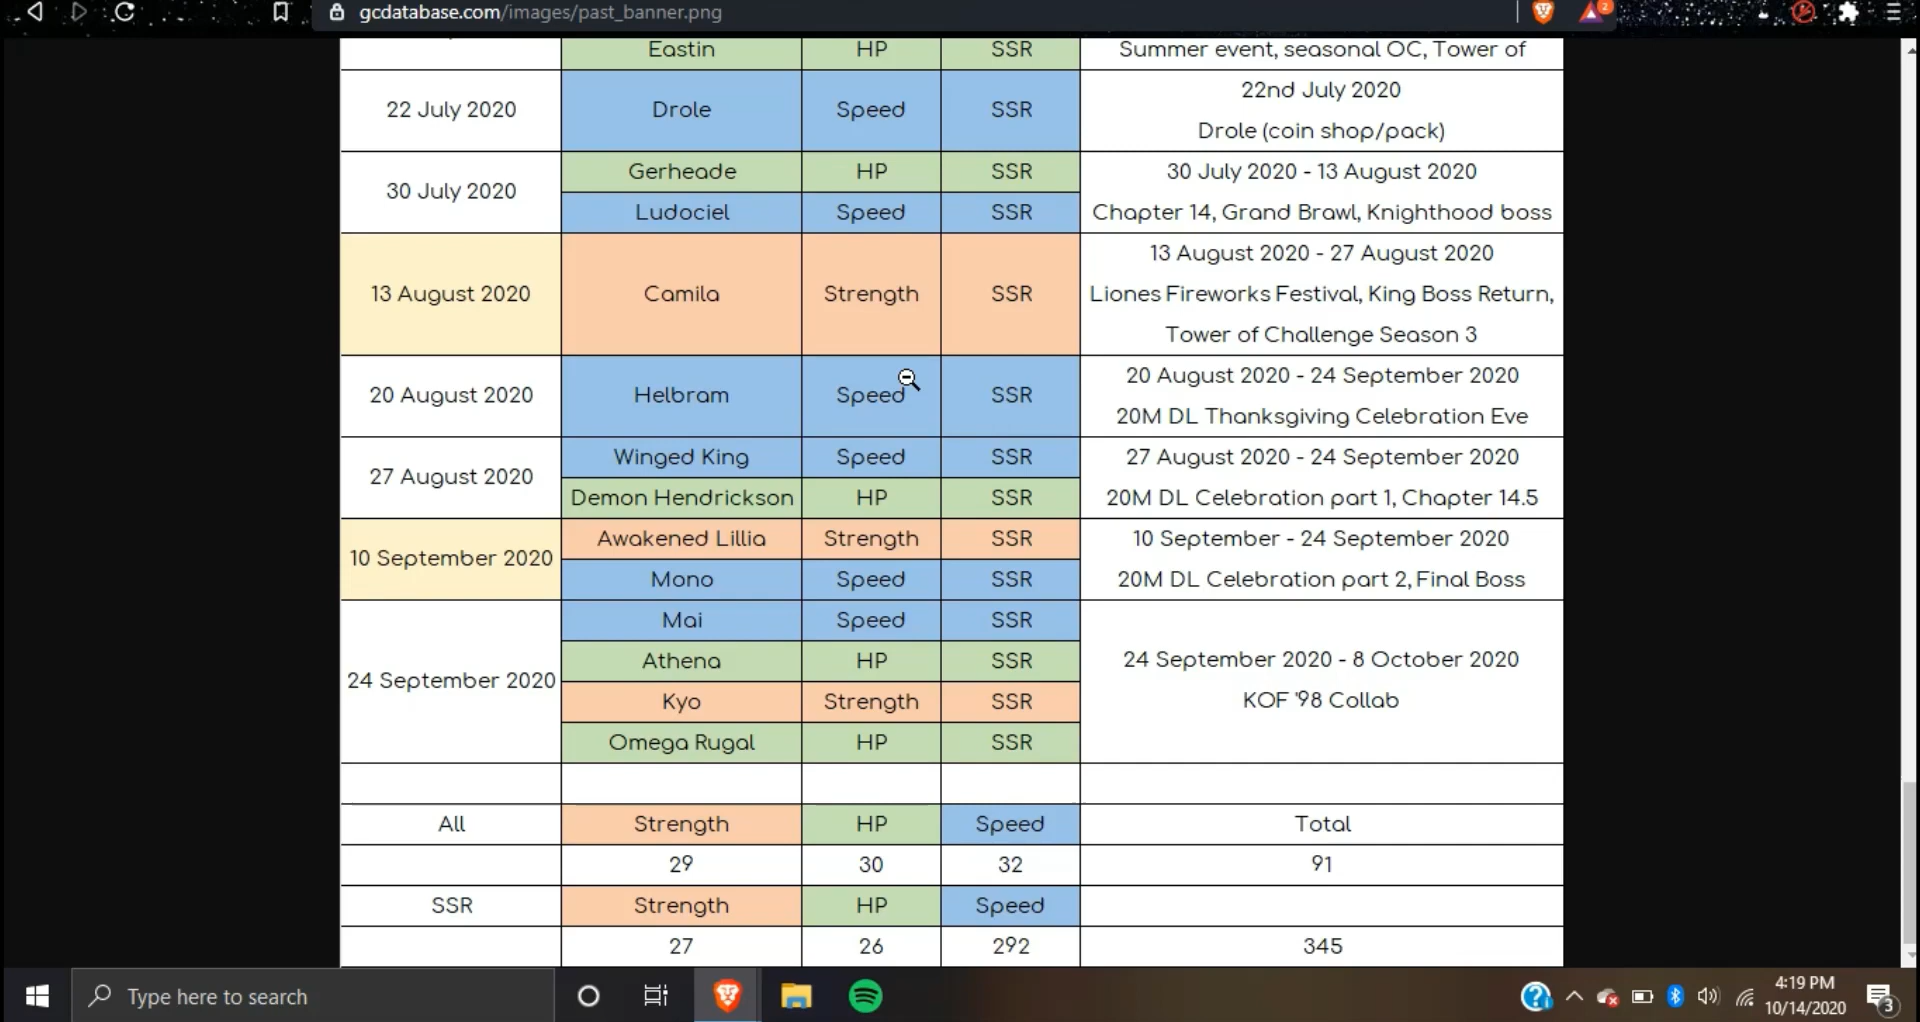 gcdatabase.com/images/past_banner.png
2
Eastin HP SSR Summer event, seasonal OC, Tower of
22 July 2020 Drole Speed SSR 22nd July 2020
Drole (coin shop/pack)
30 July 2020 Gerheade HP SSR 30 July 2020 - 13 August 2020
Ludociel Speed SSR Chapter 14, Grand Brawl, Knighthood boss
13 August 2020 Camila Strength SSR 13 August 2020 - 27 August 2020
Liones Fireworks Festival, King Boss Return,
Tower of Challenge Season 3
20 August 2020 Helbram Speed SSR 20 August 2020 - 24 September 2020
20M DL Thanksgiving Celebration Eve
27 August 2020 Winged King Speed SSR 27 August 2020 - 24 September 2020
Demon Hendrickson HP SSR 20M DL Celebration part 1, Chapter 14.5
10 September 2020 Awakened Lillia Strength SSR 10 September - 24 September 2020
Mono Speed SSR 20M DL Celebration part 2, Final Boss
24 September 2020 Mai Speed SSR
Athena HP SSR 24 September 2020 - 8 October 2020
Kyo Strength SSR KOF '98 Collab
Omega Rugal HP SSR
All Strength HP Speed Total
29 30 32 91
SSR Strength HP Speed
27 26 292 345
Type here to search
4:19 PM
10/14/2020
3